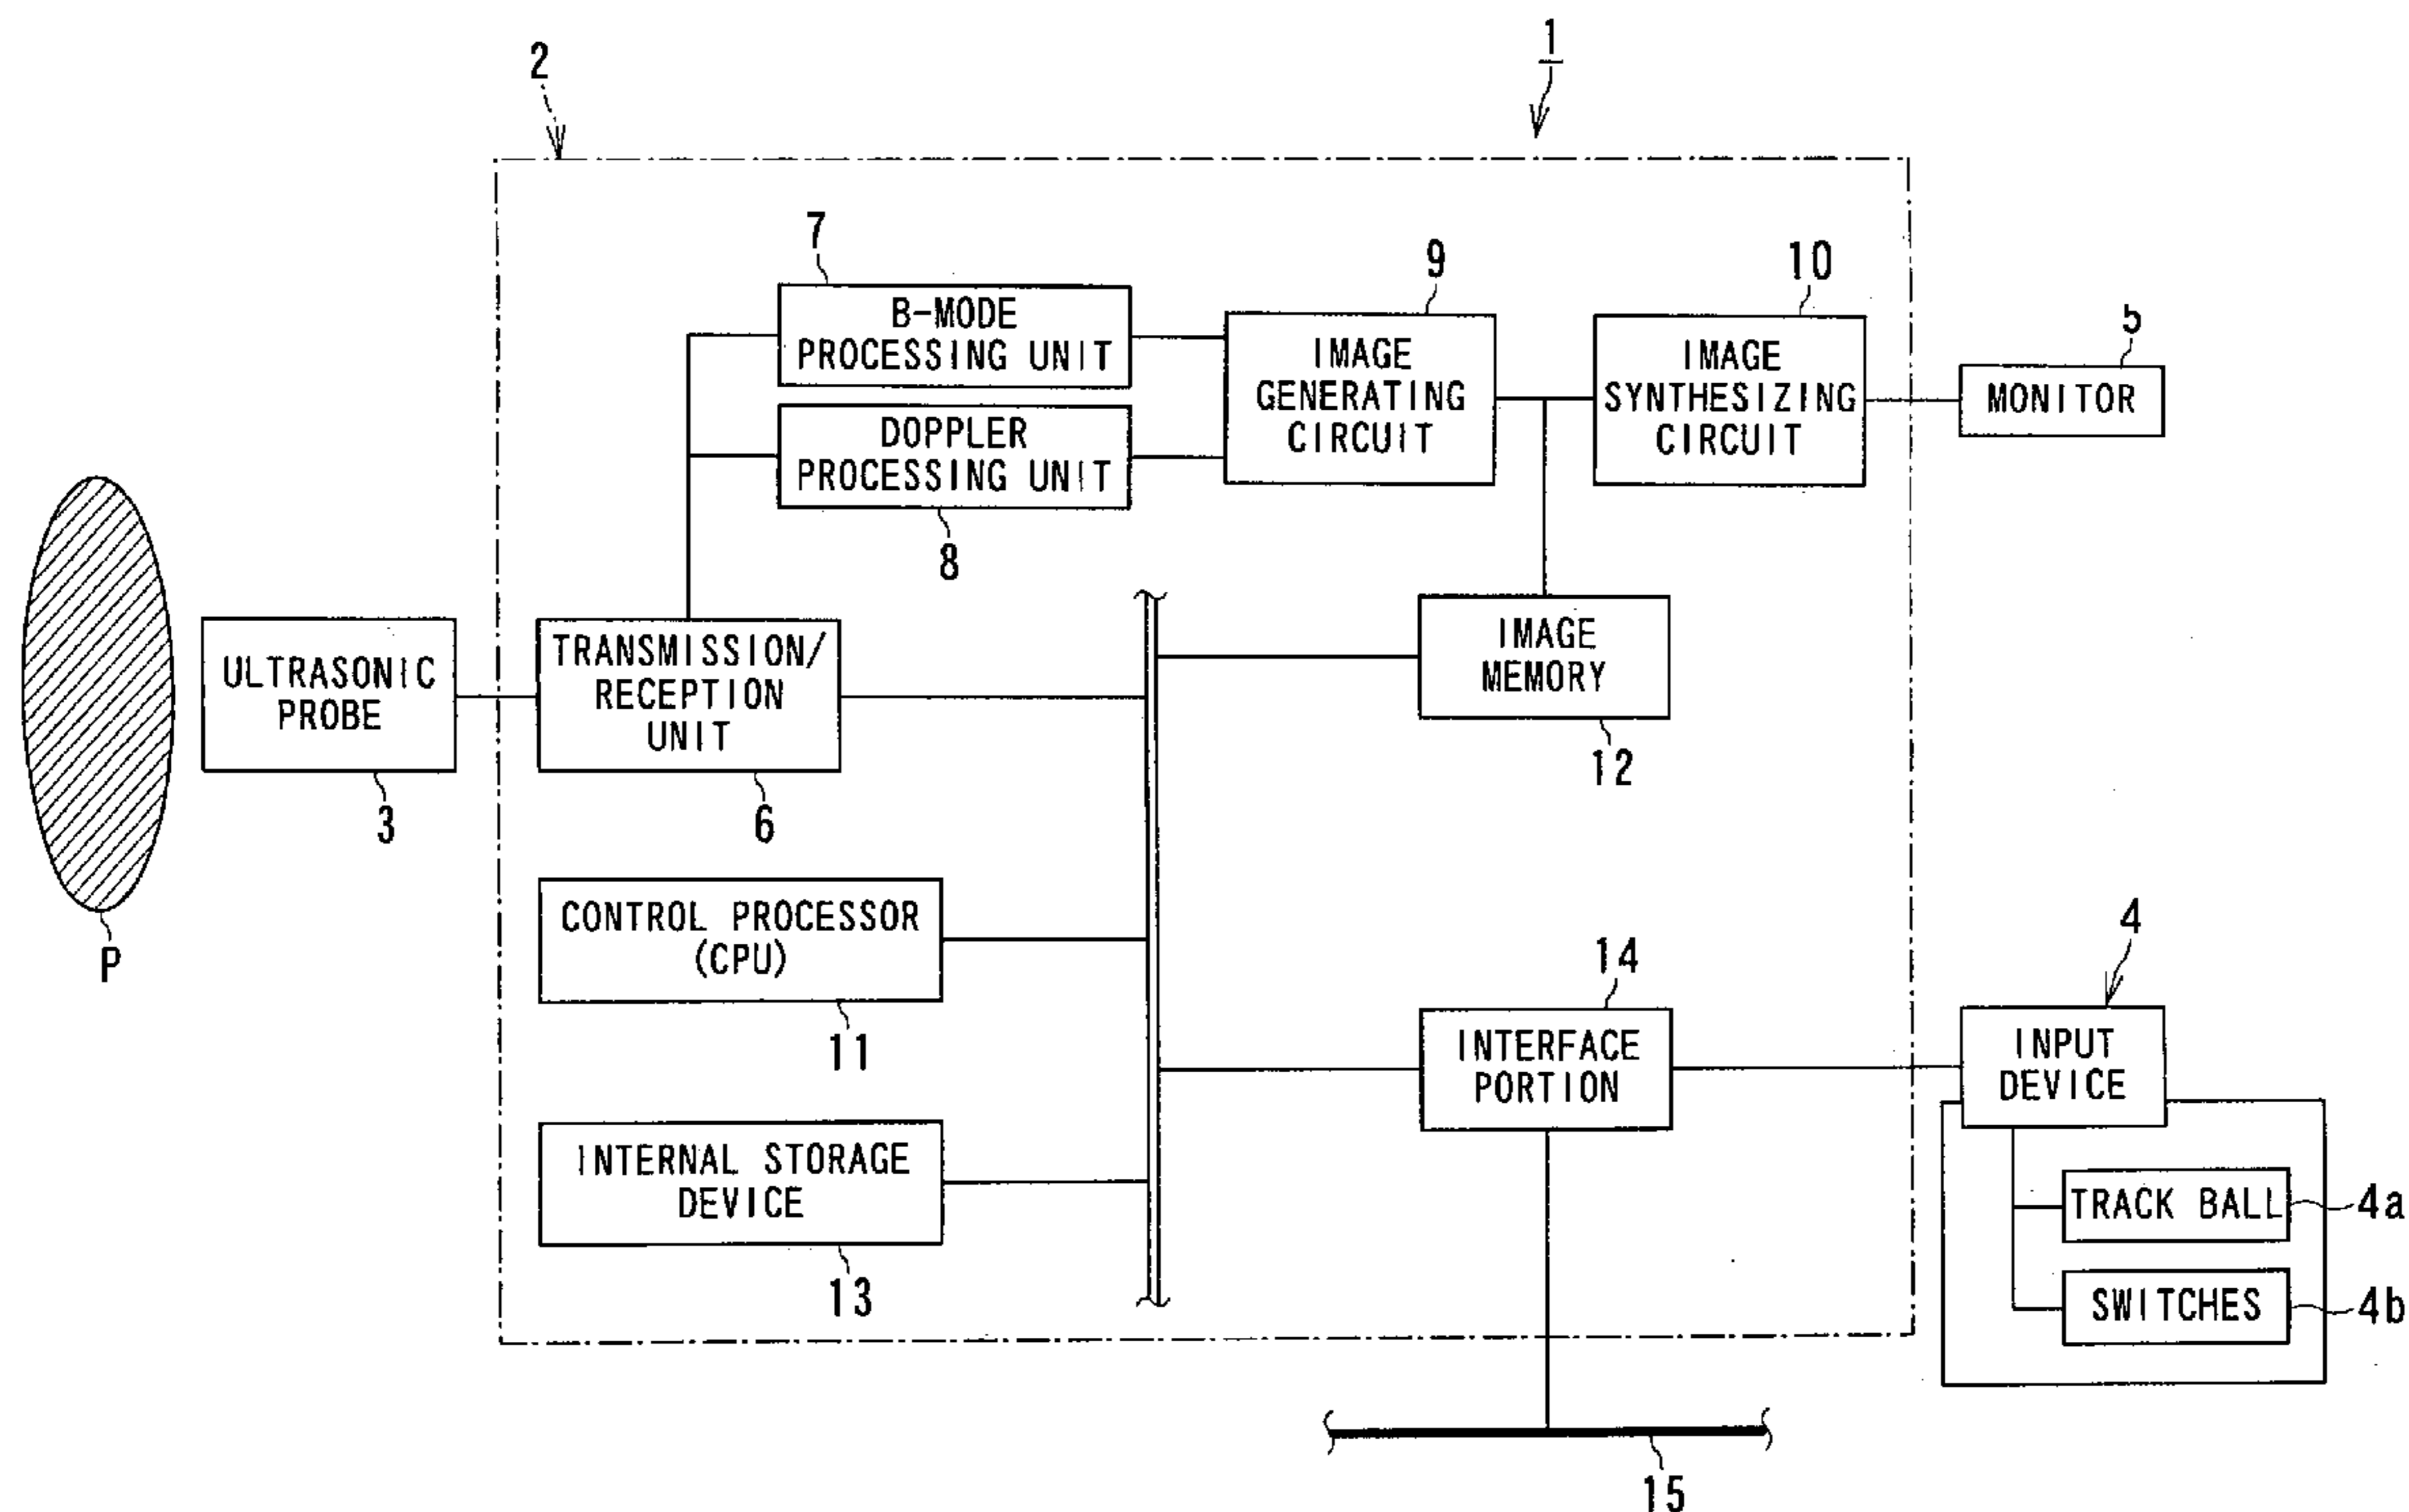 1
2
7
B-MODE
PROCESSING UNIT
DOPPLER
PROCESSING UNIT
8
9
IMAGE
GENERATING
CIRCUIT
10
IMAGE
SYNTHESIZING
CIRCUIT
5
MONITOR
P
ULTRASONIC
PROBE
3
TRANSMISSION/
RECEPTION
UNIT
6
IMAGE
MEMORY
12
CONTROL PROCESSOR
(CPU)
11
14
INTERFACE
PORTION
4
INPUT
DEVICE
TRACK BALL
4a
SWITCHES
4b
INTERNAL STORAGE
DEVICE
13
15